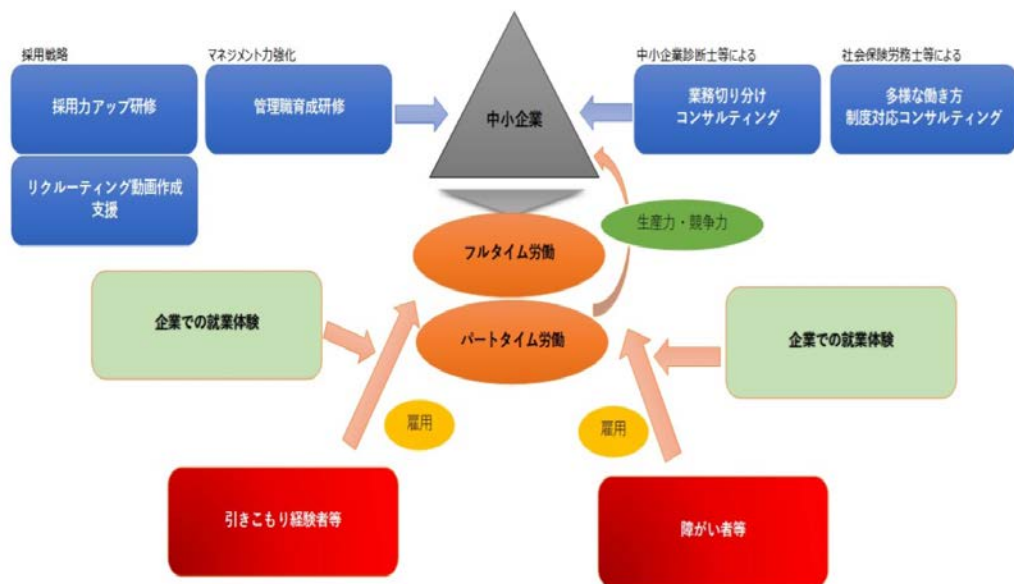 採用戦略
マネジメント力強化
中小企業診断士等による
社会保険労務士等による
採用力アップ研修
管理職育成研修
中小企業
業務切り分け
コンサルティング
多様な働き方
制度対応コンサルティング
リクルーティング動画作成
支援
生産力・競争力
フルタイム労働
パートタイム労働
企業での就業体験
企業での就業体験
雇用
雇用
引きこもり経験者等
障がい者等